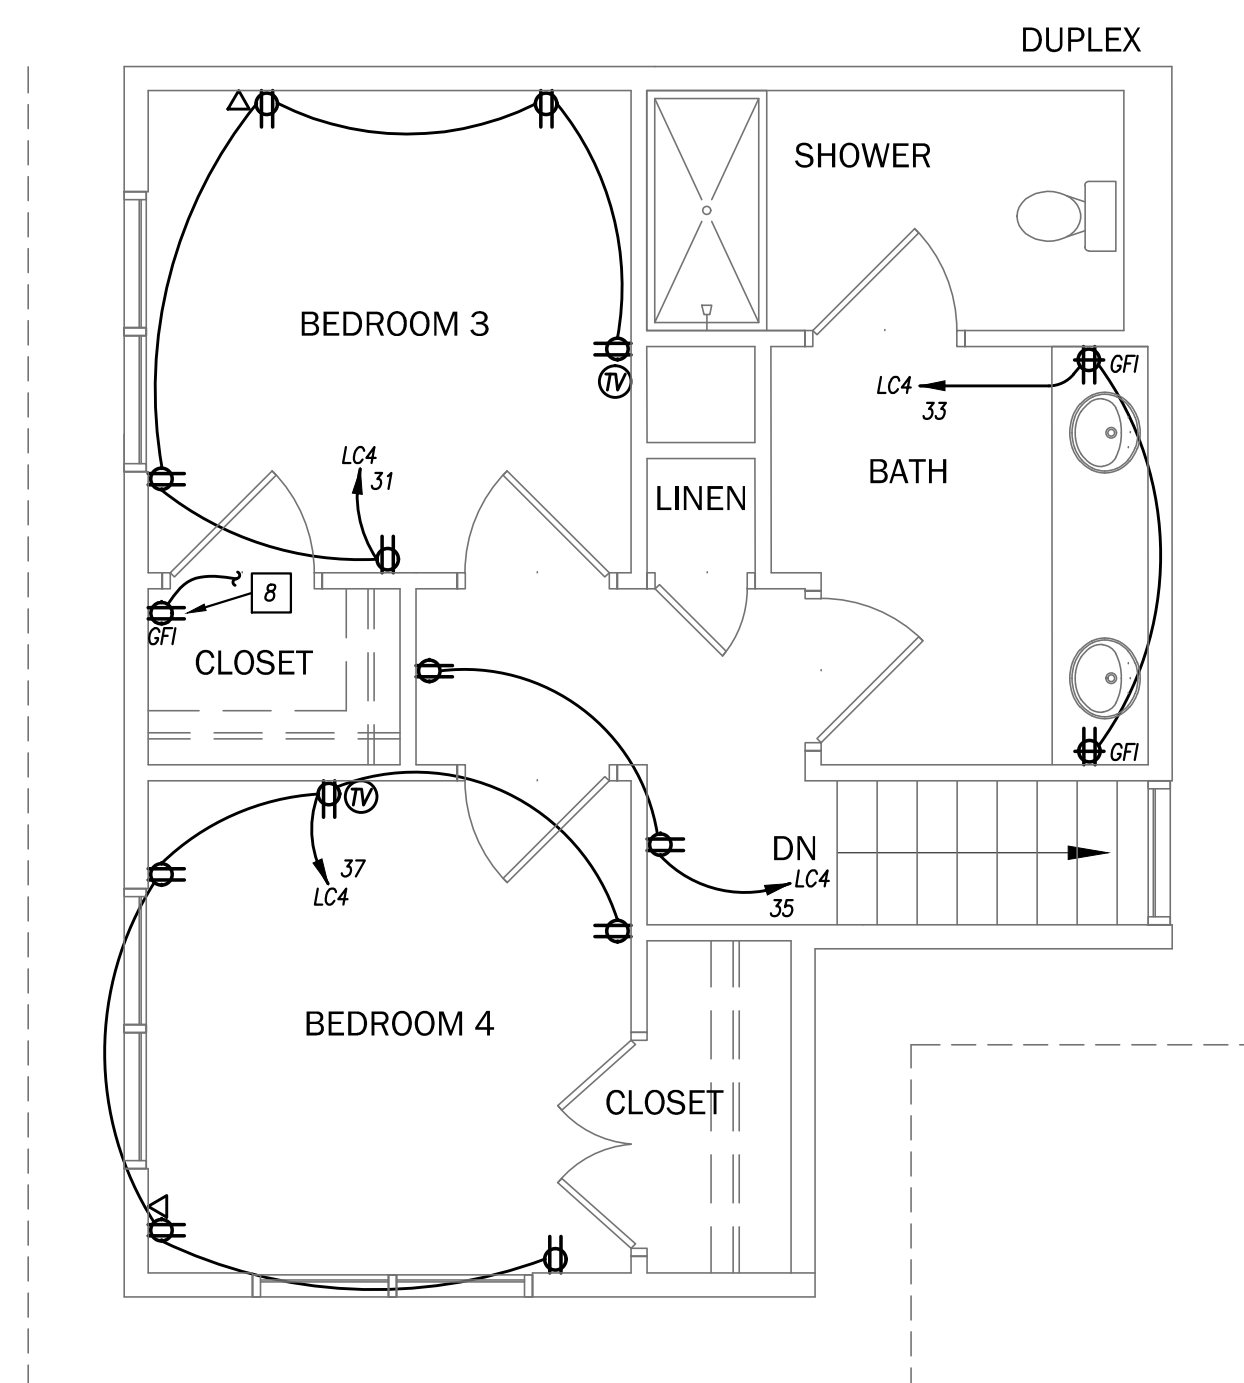 DUPLEX
SHOWER
BEDROOM 3
TV
GFI
LC4
33
LC4
31
BATH
LINEN
8
GFI
CLOSET
GFI
TV
DN
37
LC4
LC4
35
BEDROOM 4
CLOSET